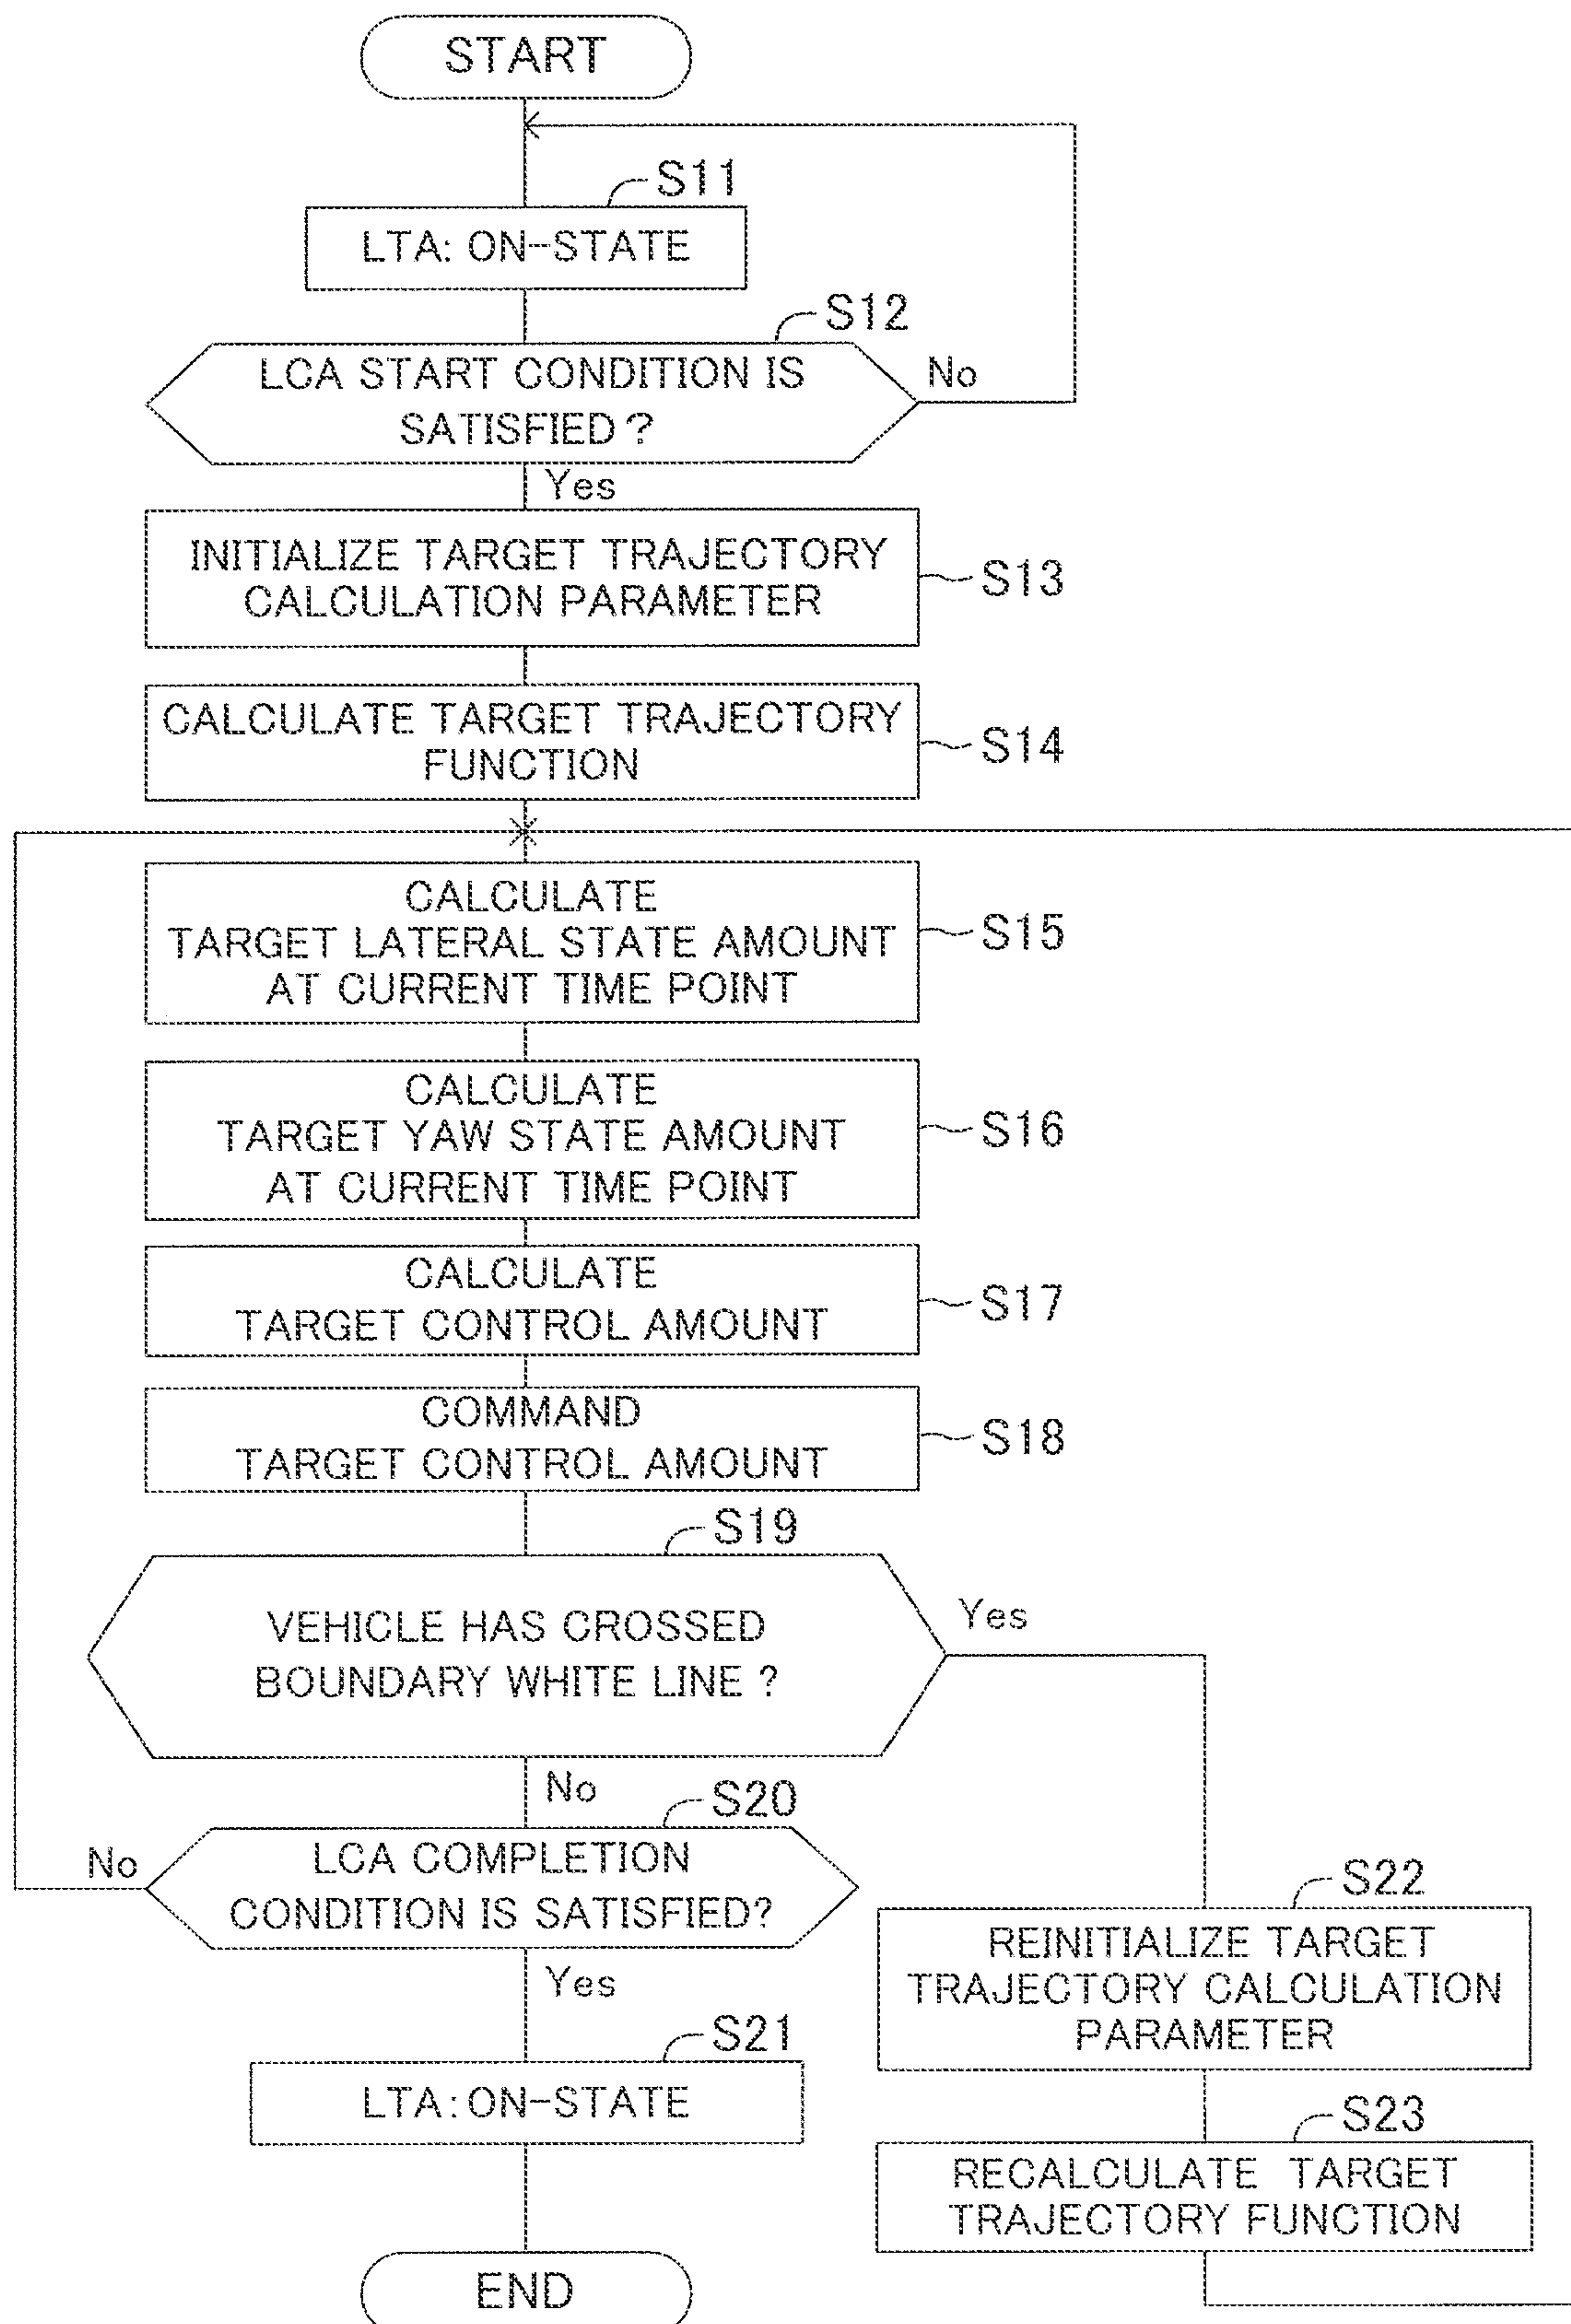 START
S11
LTA: ON-STATE
S12
LCA START CONDITION IS
SATISFIED ?
No
Yes
INITIALIZE TARGET TRAJECTORY
CALCULATION PARAMETER
S13
CALCULATE TARGET TRAJECTORY
FUNCTION
S14
CALCULATE
TARGET LATERAL STATE AMOUNT
AT CURRENT TIME POINT
S15
CALCULATE
TARGET YAW STATE AMOUNT
AT CURRENT TIME POINT
S16
CALCULATE
TARGET CONTROL AMOUNT
S17
COMMAND
TARGET CONTROL AMOUNT
S18
S19
VEHICLE HAS CROSSED
BOUNDARY WHITE LINE ?
Yes
No
S20
LCA COMPLETION
CONDITION IS SATISFIED?
No
Yes
S21
LTA: ON-STATE
S22
REINITIALIZE TARGET
TRAJECTORY CALCULATION
PARAMETER
S23
RECALCULATE TARGET
TRAJECTORY FUNCTION
END